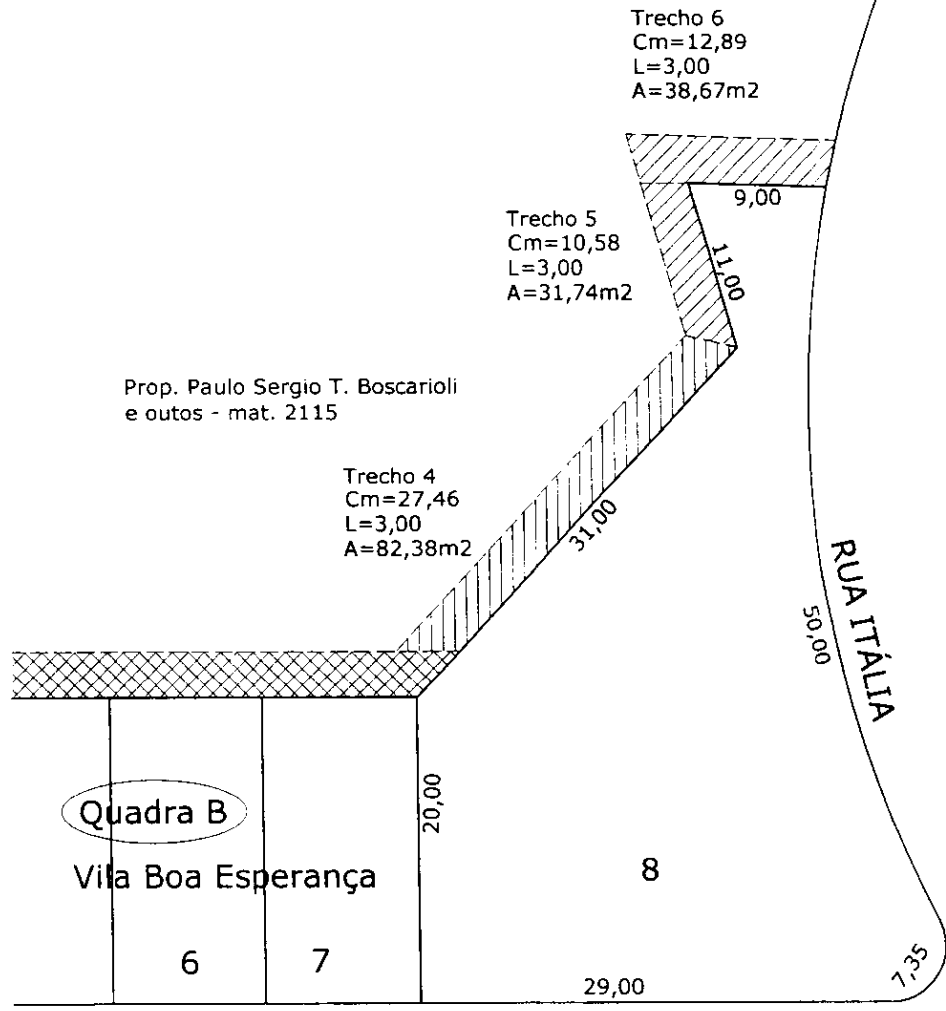 Trecho 6
Cm=12,89
L=3,00
A=38,67m2
9,00
Trecho 5
Cm=10,58
L=3,00
A=31,74m2
11,00
Prop. Paulo Sergio T. Boscarioli
e outos - mat. 2115
Trecho 4
Cm=27,46
L=3,00
A=82,38m2
31,00
RUA ITÁLIA
50,00
20,00
Quadra B
Vila Boa Esperança
8
6
7
29,00
7,35